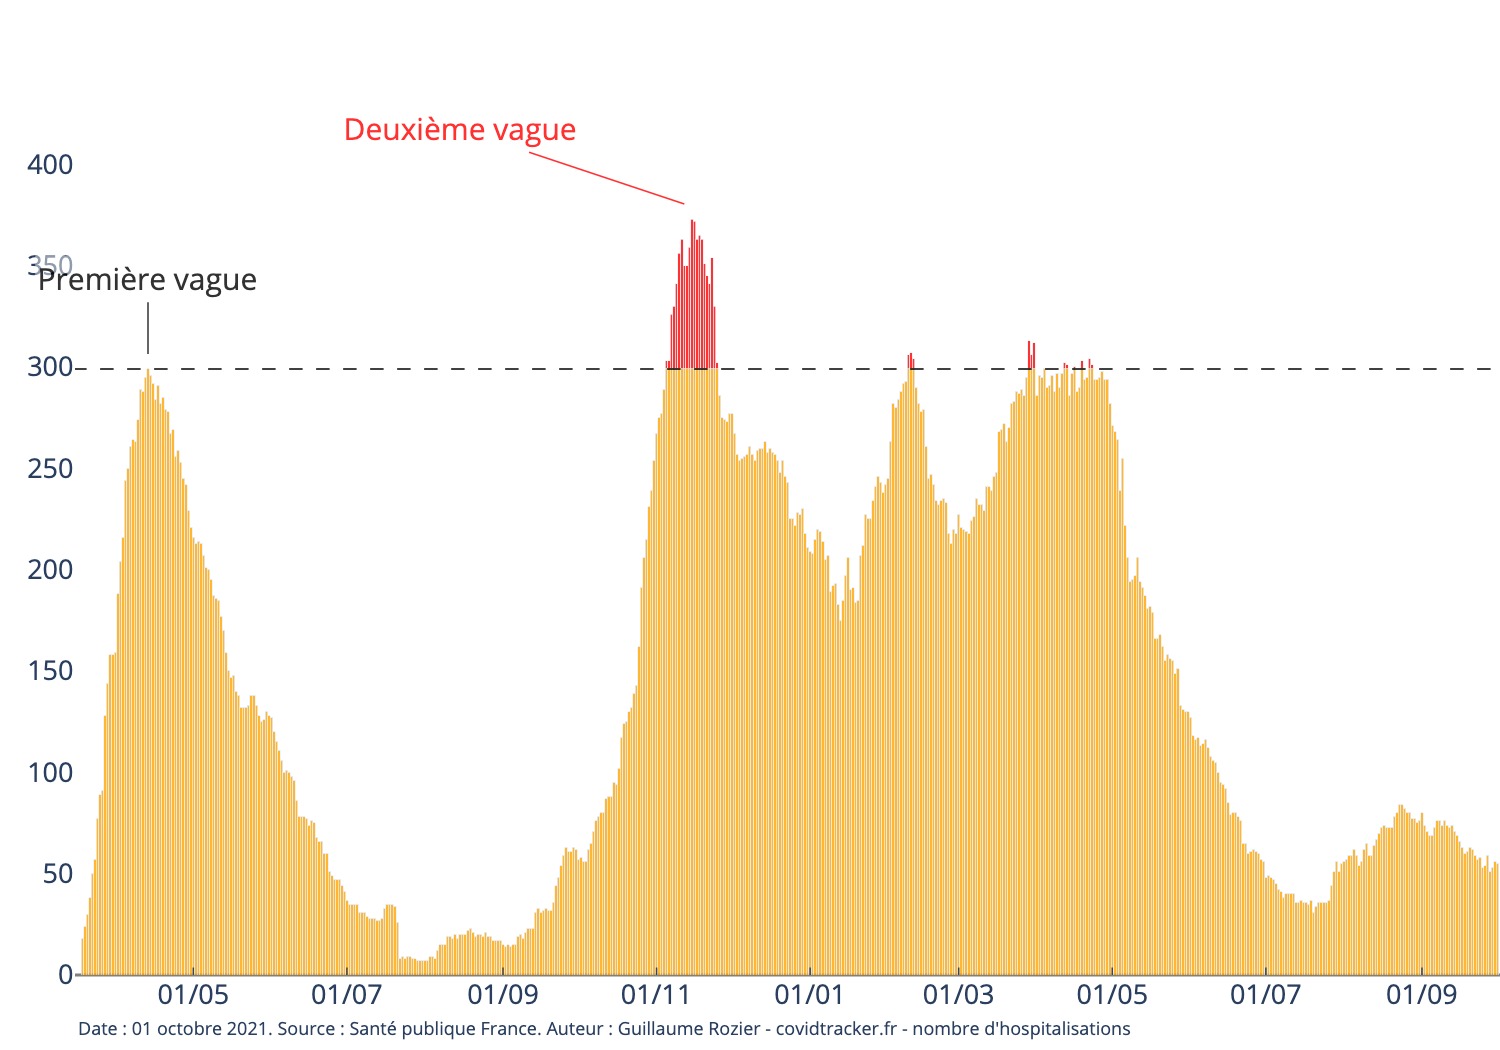 Deuxième vague
400
350
Première vague
300
250
200
150
100
50
0
01/05 01/07 01/09 01/11 01/01 01/03 01/05 01/07 01/09
Date : 01 octobre 2021. Source : Santé publique France. Auteur : Guillaume Rozier - covidtracker.fr - nombre d'hospitalisations